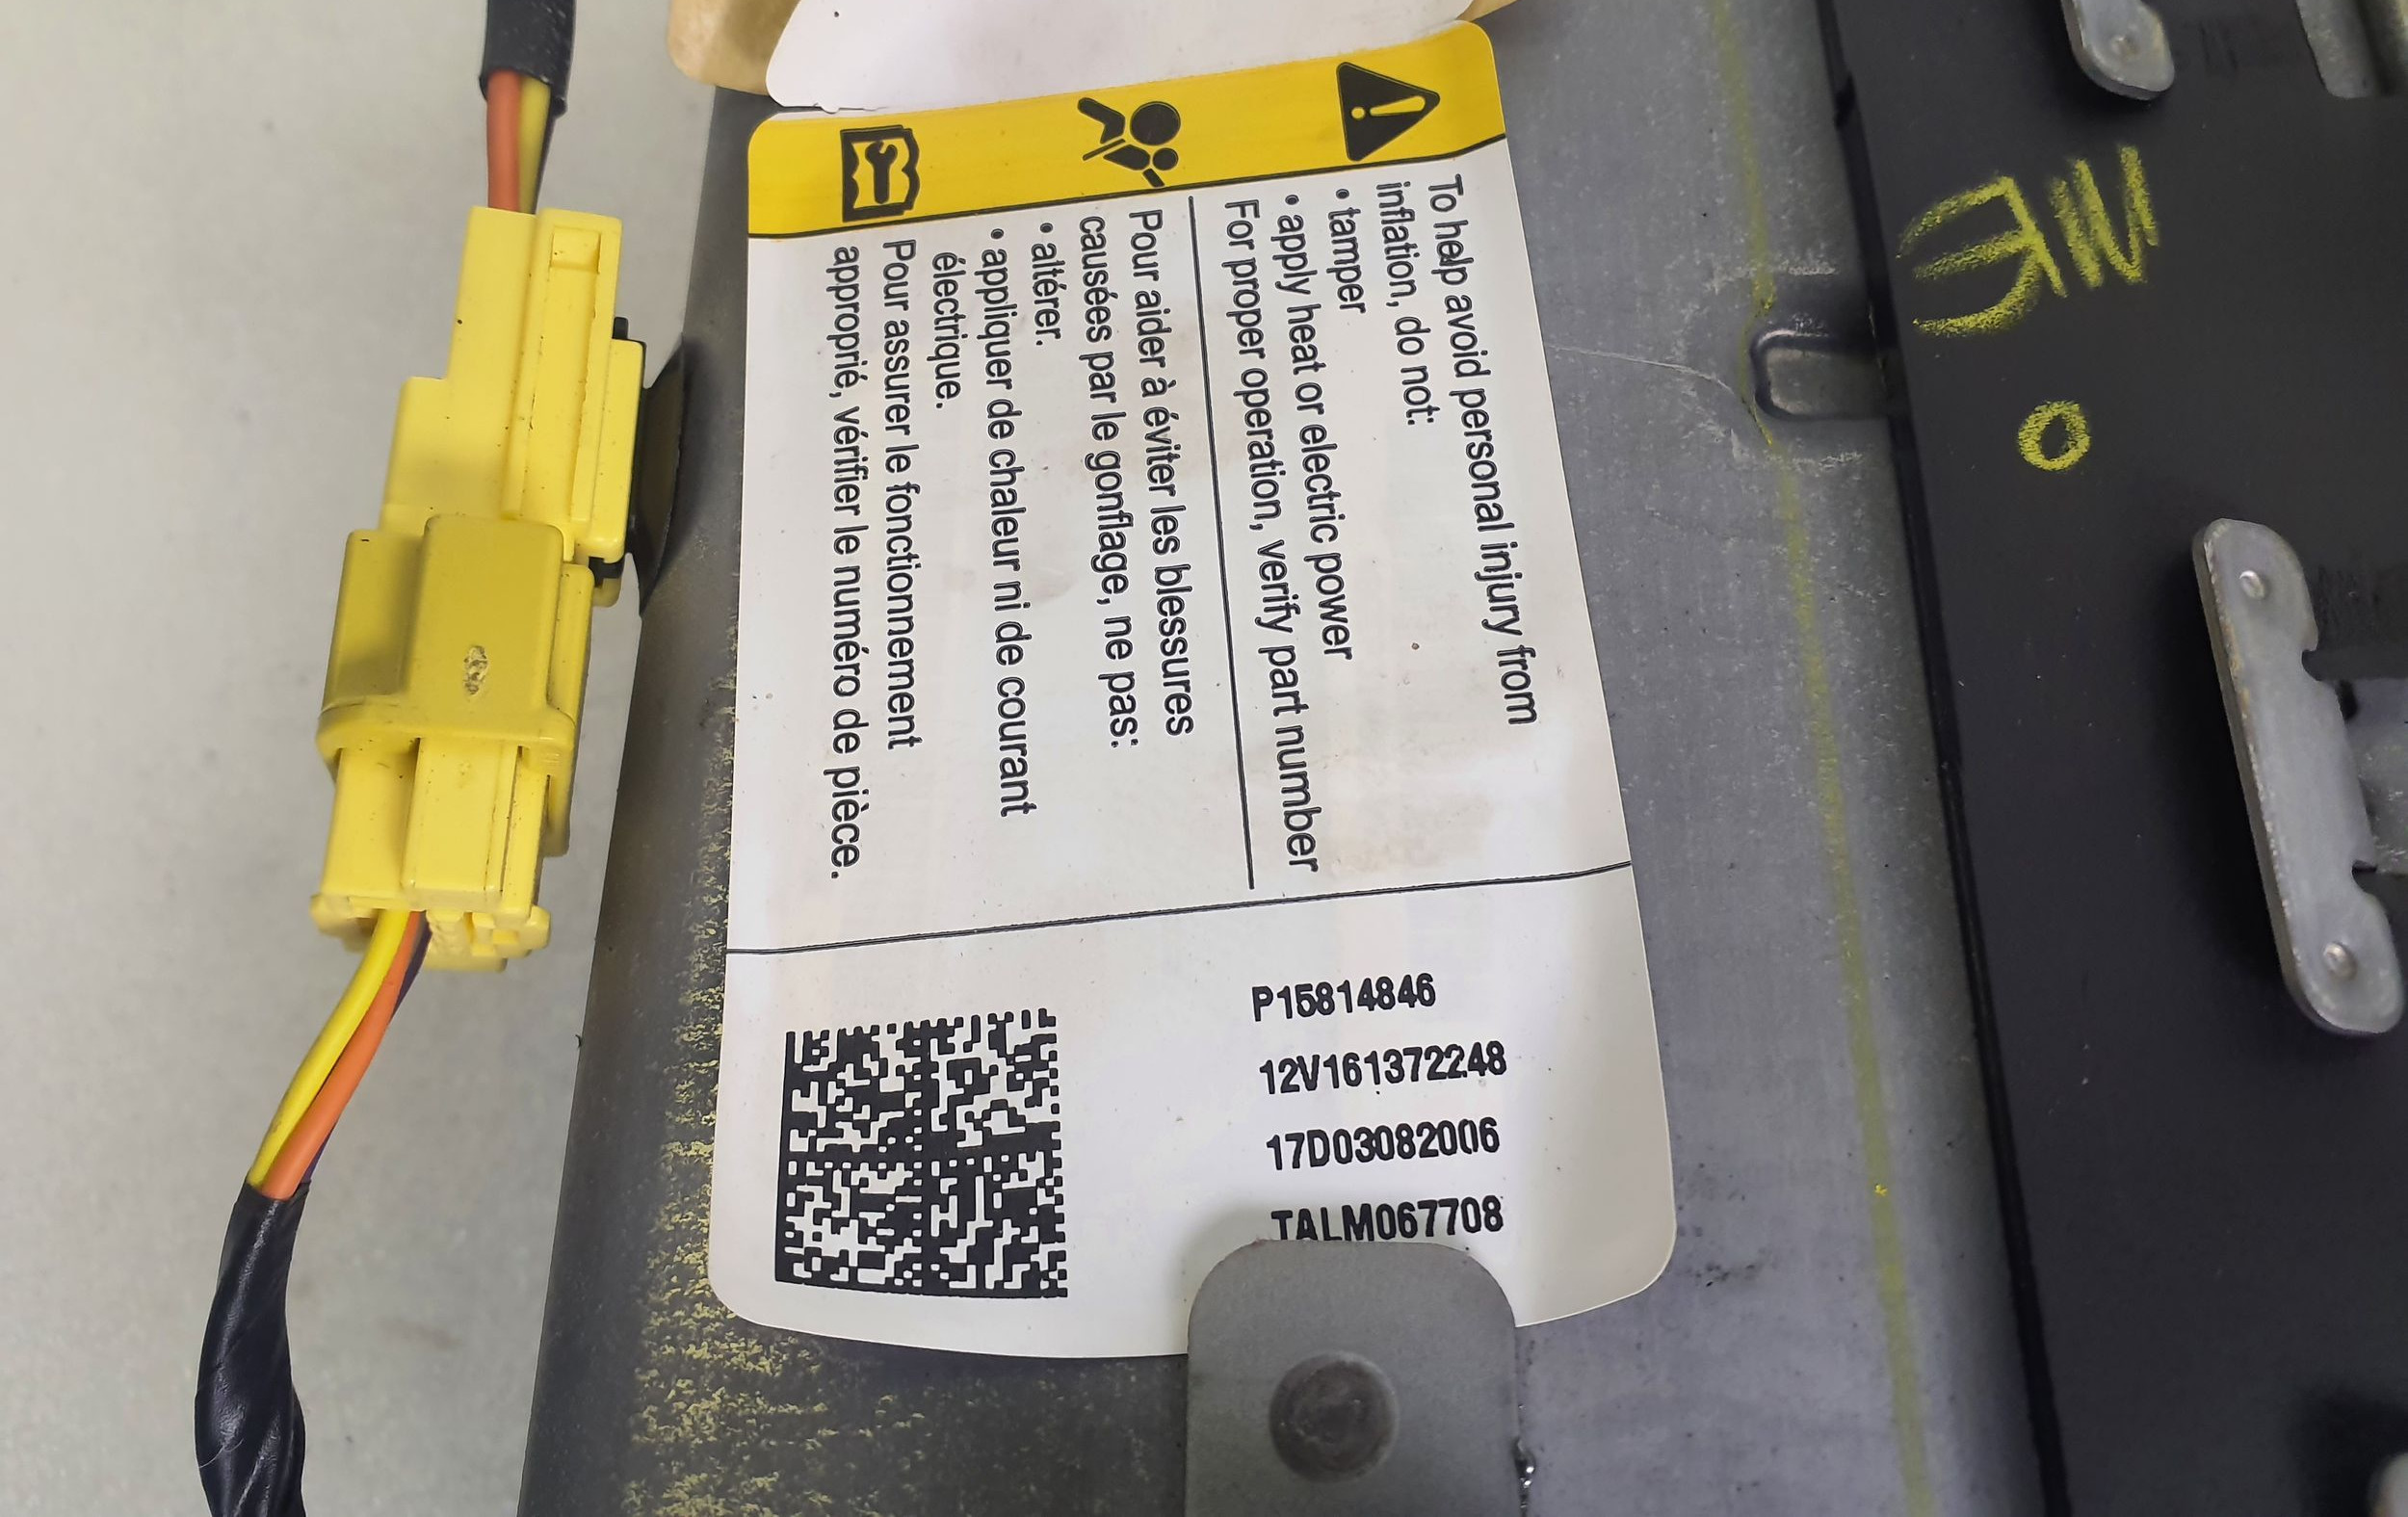 To help avoid personal injury from
inflation, do not:
• tamper
• apply heat or electric power
For proper operation, verify part number
Pour aider à éviter les blessures
causées par le gonflage, ne pas:
• altérer.
• appliquer de chaleur ni de courant
électrique.
Pour assurer le fonctionnement
approprié, vérifier le numéro de pièce.
P15814846
12V161372248
17D03082006
TALM067708